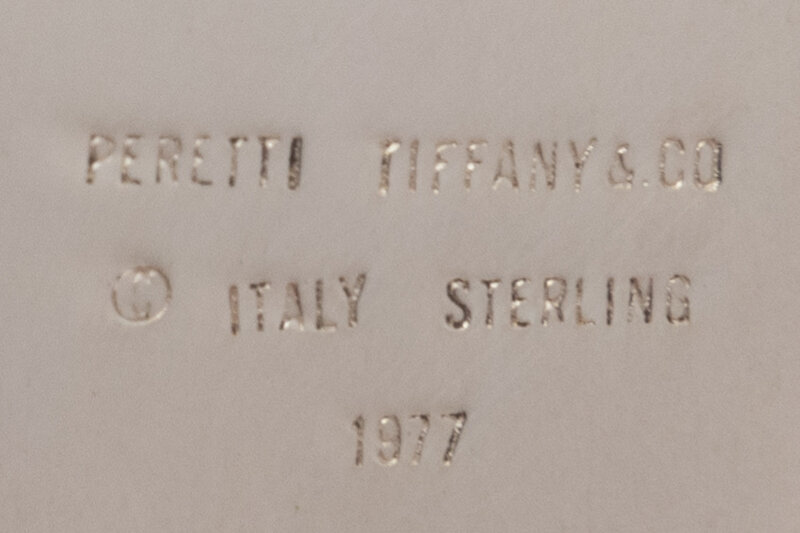 PERETTI TIFFANY&.CO
© ITALY STERLING
1977